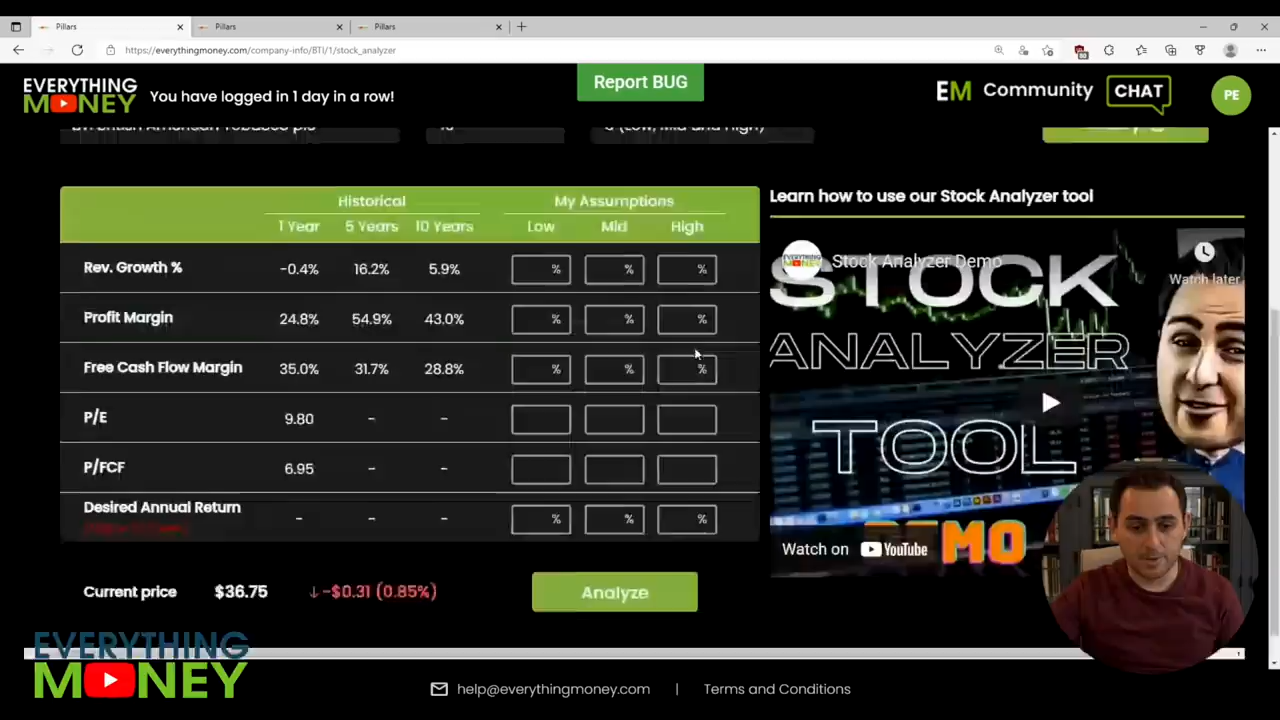 Pillars
Pillars
Pillars
https://everythingmoney.com/company-info/BTI/1/stock_analyzer
EVERYTHING
MONEY
You have logged in 1 day in a row!
Report BUG
EM Community
CHAT
PE
Historical
My Assumptions
1 Year 5 Years 10 Years Low Mid High
Rev. Growth % -0.4% 16.2% 5.9% % % %
Profit Margin 24.8% 54.9% 43.0% % % %
Free Cash Flow Margin 35.0% 31.7% 28.8% % % %
P/E 9.80 - -
P/FCF 6.95 - -
Desired Annual Return - - - % % %
Current price $36.75 ↓ -$0.31 (0.85%)
Analyze
Learn how to use our Stock Analyzer tool
Stock Analyzer Demo
Watch later
STOCK
ANALYZER
TOOL
DEMO
Watch on YouTube
EVERYTHING
MONEY
help@everythingmoney.com | Terms and Conditions